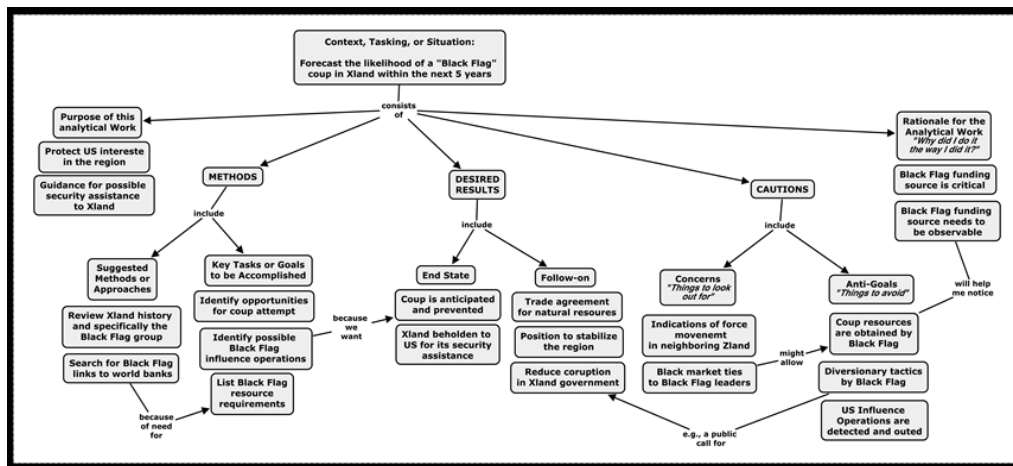 Context, Tasking, or Situation:
Forecast the likelihood of a "Black Flag"
coup in Xland within the next 5 years
consists
of
Purpose of this
analytical Work
Protect US intereste
in the region
Guidance for possible
security assistance
to Xland
METHODS
include
Suggested
Methods or
Approaches
Review Xland history
and specifically the
Black Flag group
Search for Black Flag
links to world banks
because
of need
for
Key Tasks or Goals
to be Accomplished
Identify opportunities
for coup attempt
Identify possible
Black Flag
influence operations
List Black Flag
resource
requirements
because
we
want
DESIRED
RESULTS
include
End State
Coup is anticipated
and prevented
Xland beholden to
US for its security
assistance
Follow-on
Trade agreement
for natural resoures
Position to stabilize
the region
Reduce coruption
in Xland government
CAUTIONS
include
Concerns
"Things to look
out for"
Indications of force
movenemt
in neighboring Zland
Black market ties
to Black Flag leaders
might
allow
Anti-Goals
"Things to avoid"
Coup resources
are obtained by
Black Flag
Diversionary tactics
by Black Flag
US Influence
Operations are
detected and outed
e.g., a public
call for
Rationale for the
Analytical Work
"Why did I do it
the way I did it?"
Black Flag funding
source is critical
Black Flag funding
source needs to
be observable
will help
me notice